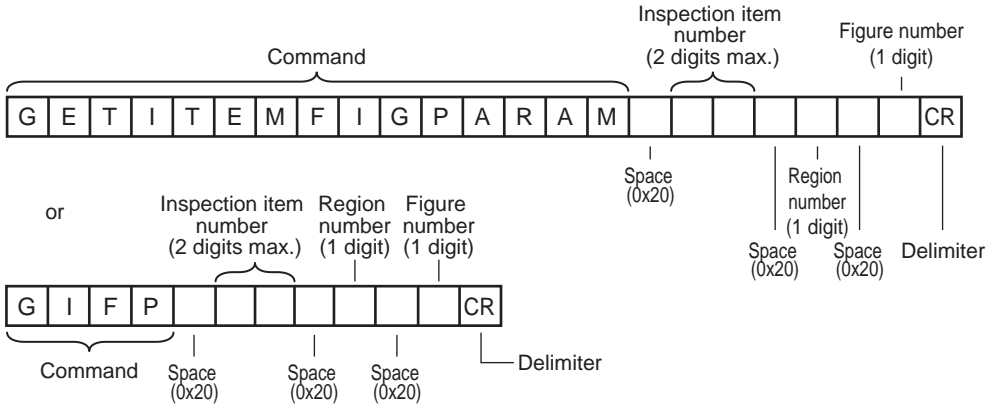 Inspection item
number
(2 digits max.)
Figure number
(1 digit)
Command
G E T I T E M F I G P A R A M CR
Space
(0x20)
Region
number
(1 digit)
Space
(0x20)
Space
(0x20)
Delimiter
or
Inspection item
number
(2 digits max.)
Region
number
(1 digit)
Figure
number
(1 digit)
G I F P CR
Command
Space
(0x20)
Space
(0x20)
Space
(0x20)
Delimiter